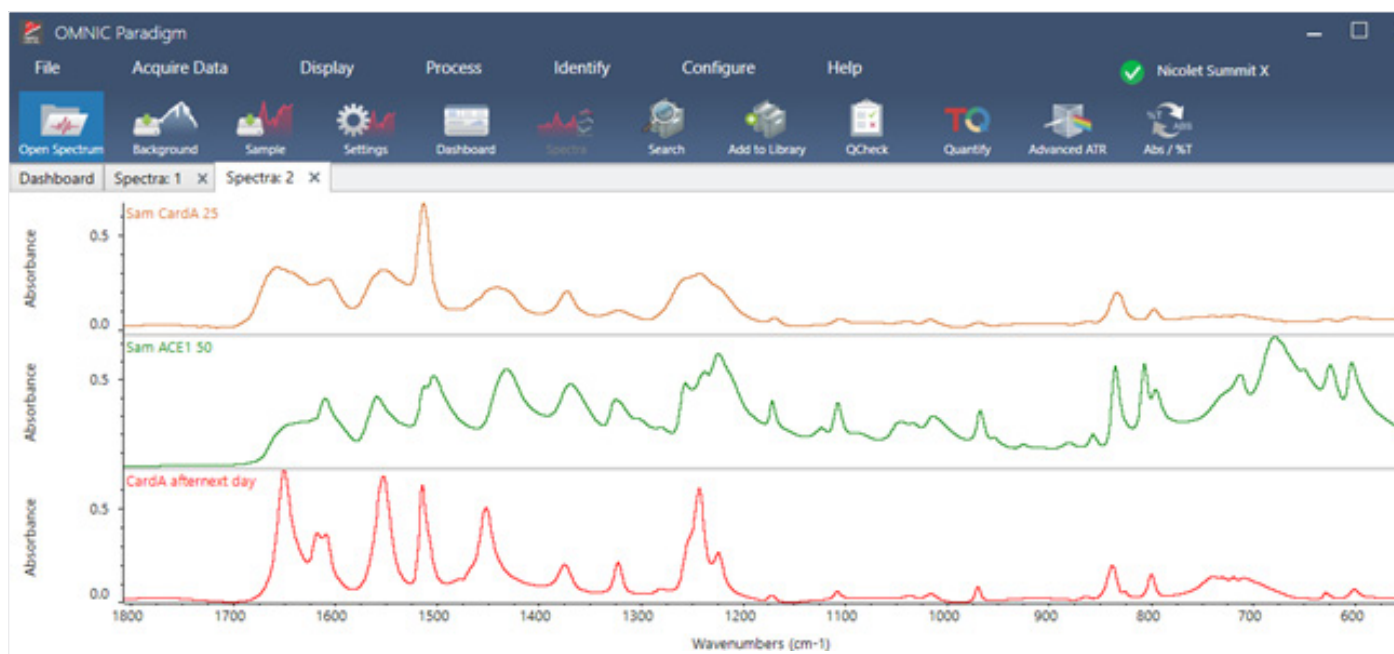 OMNIC Paradigm
File Acquire Data Display Process Identify Configure Help Nicolet Summit X
Open Spectrum Background Sample Settings Dashboard Spectra Search Add to Library QCheck TQ Quantify Advanced ATR %T ABS Abs / %T
Dashboard Spectra: 1 X Spectra: 2 X
Sam CardA 25
Absorbance
0.5
0.0
Sam ACE1 50
Absorbance
0.5
CardA afternext day
Absorbance
0.5
0.0
1800 1700 1600 1500 1400 1300 1200 1100 1000 900 800 700 600
Wavenumbers (cm-1)